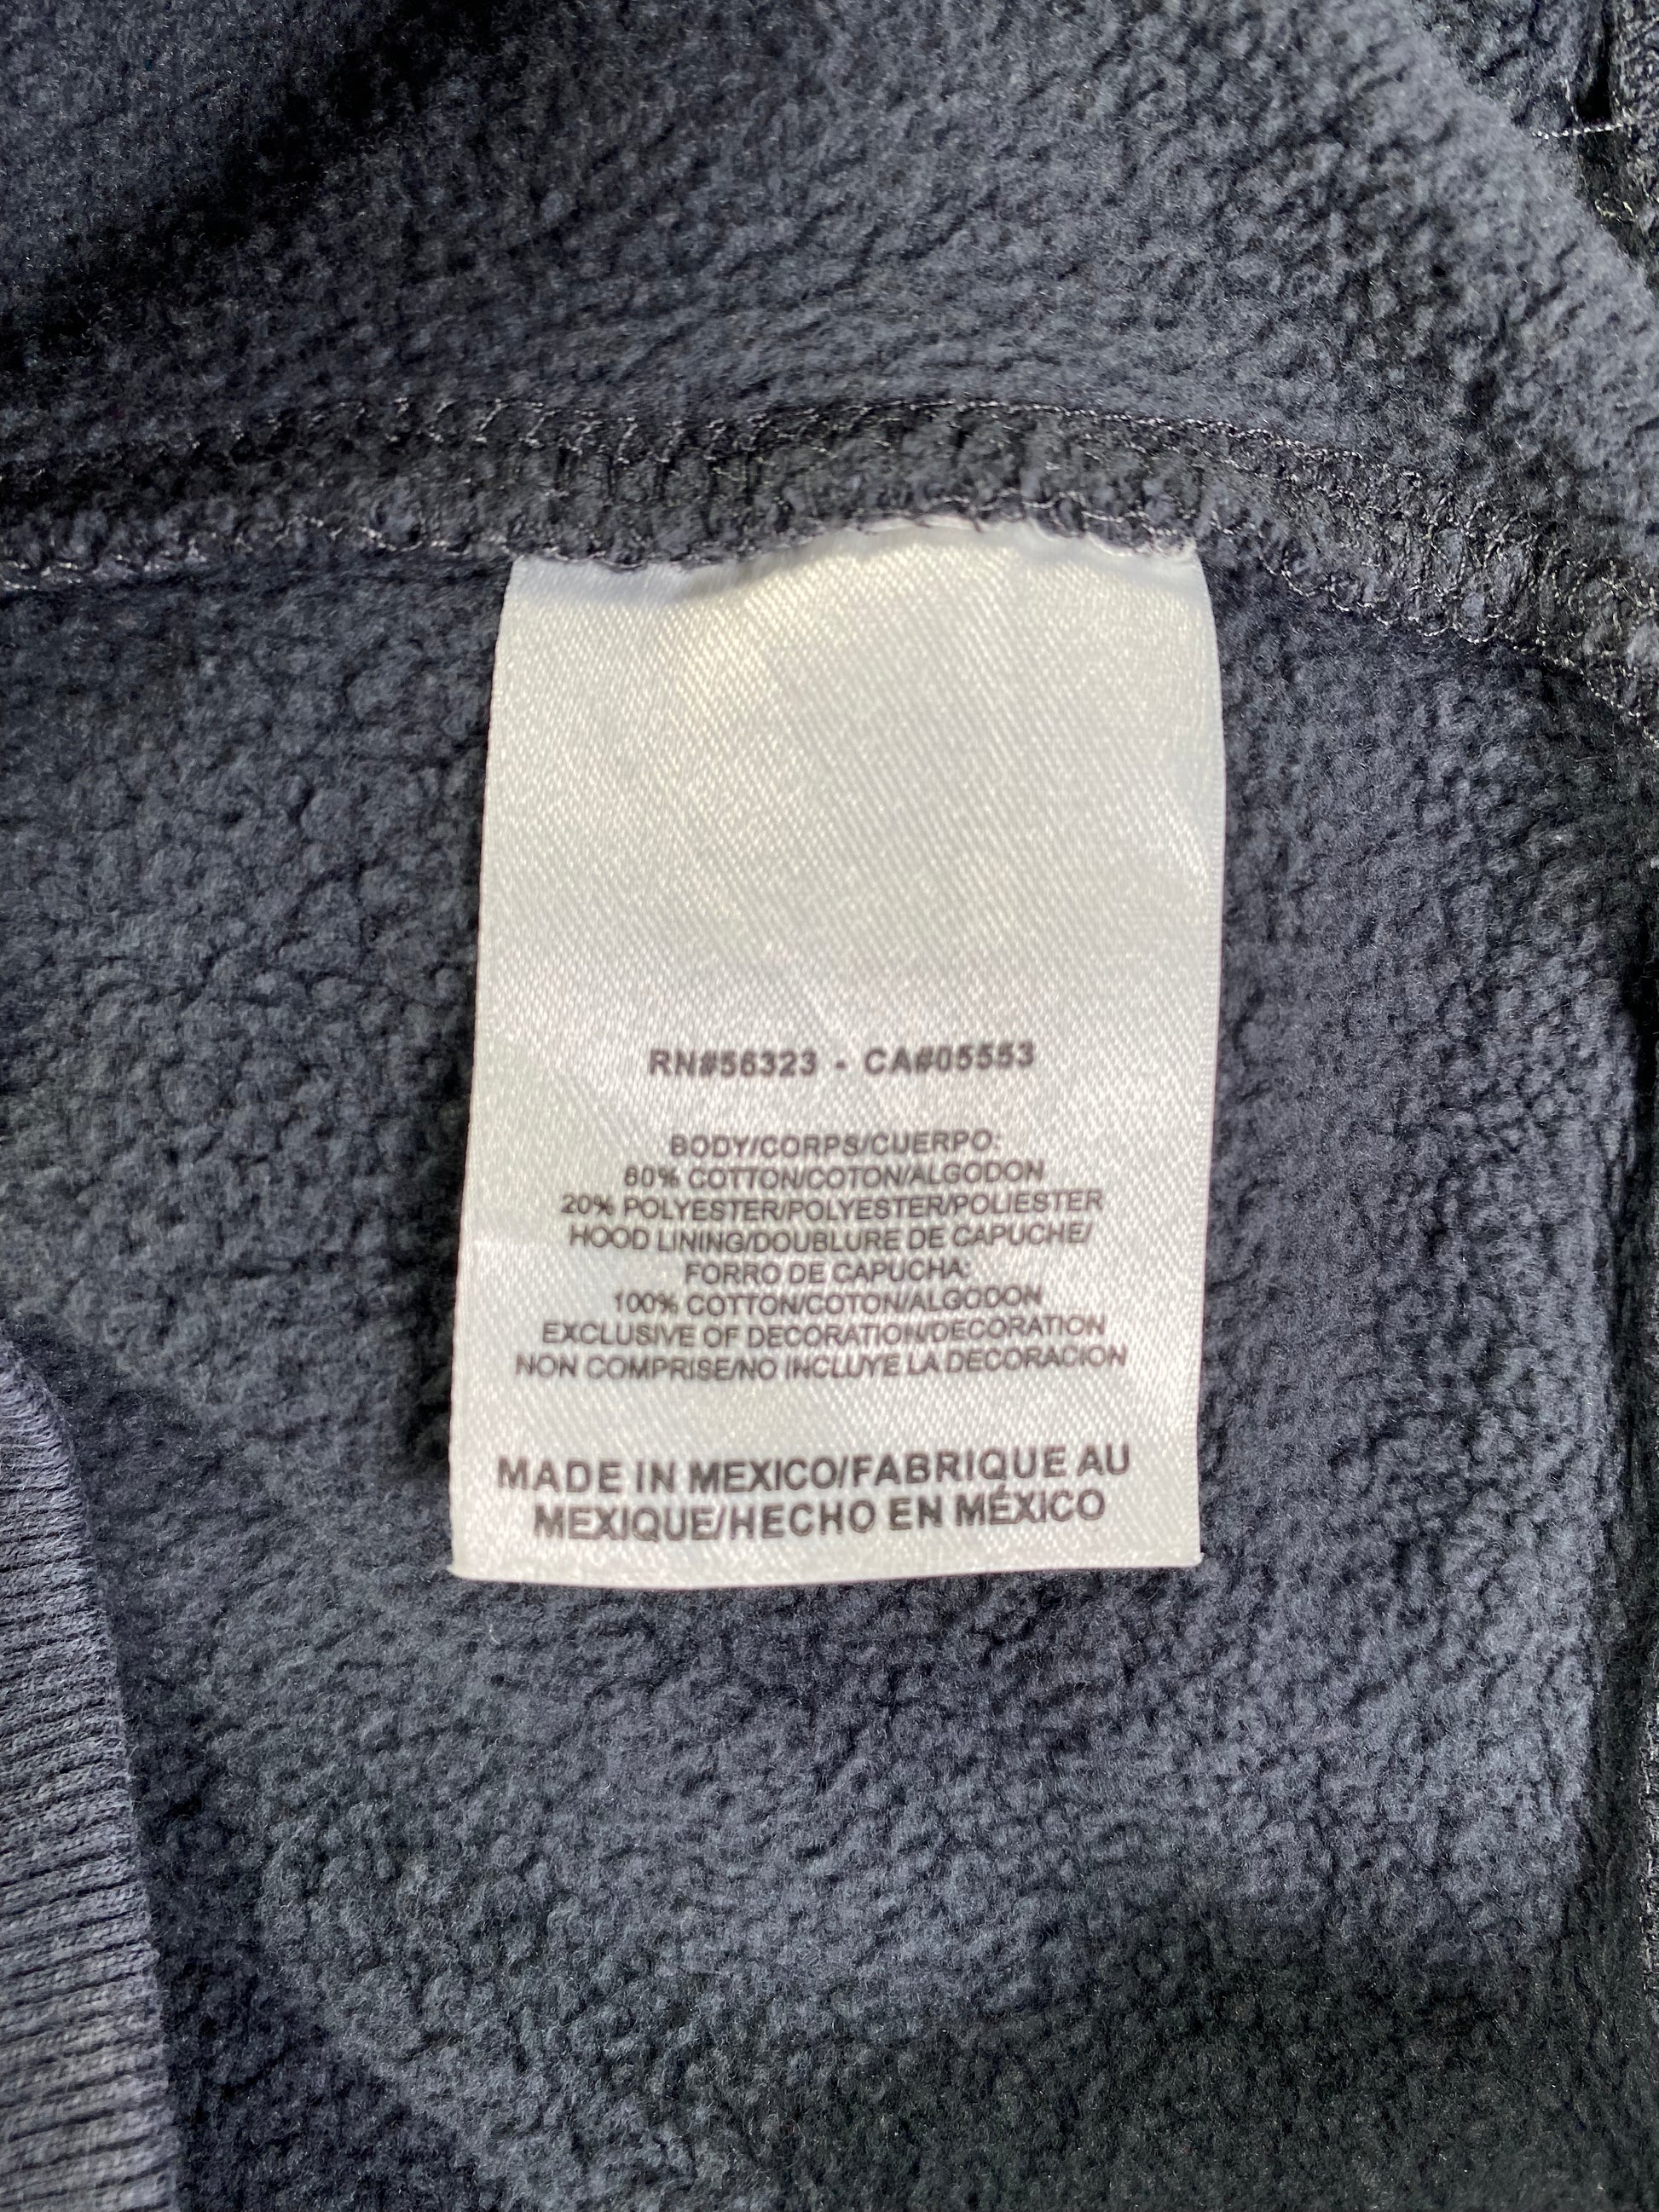 RN#56323 - CA#05553
BODY/CORPS/CUERPO:
80% COTTON/COTON/ALGODON
20% POLYESTER/POLYESTER/POLIESTER
HOOD LINING/DOUBLURE DE CAPUCHE/
FORRO DE CAPUCHA:
100% COTTON/COTON/ALGODON
EXCLUSIVE OF DECORATION/DECORATION
NON COMPRISE/NO INCLUYE LA DECORACION
MADE IN MEXICO/FABRIQUE AU
MEXIQUE/HECHO EN MÉXICO